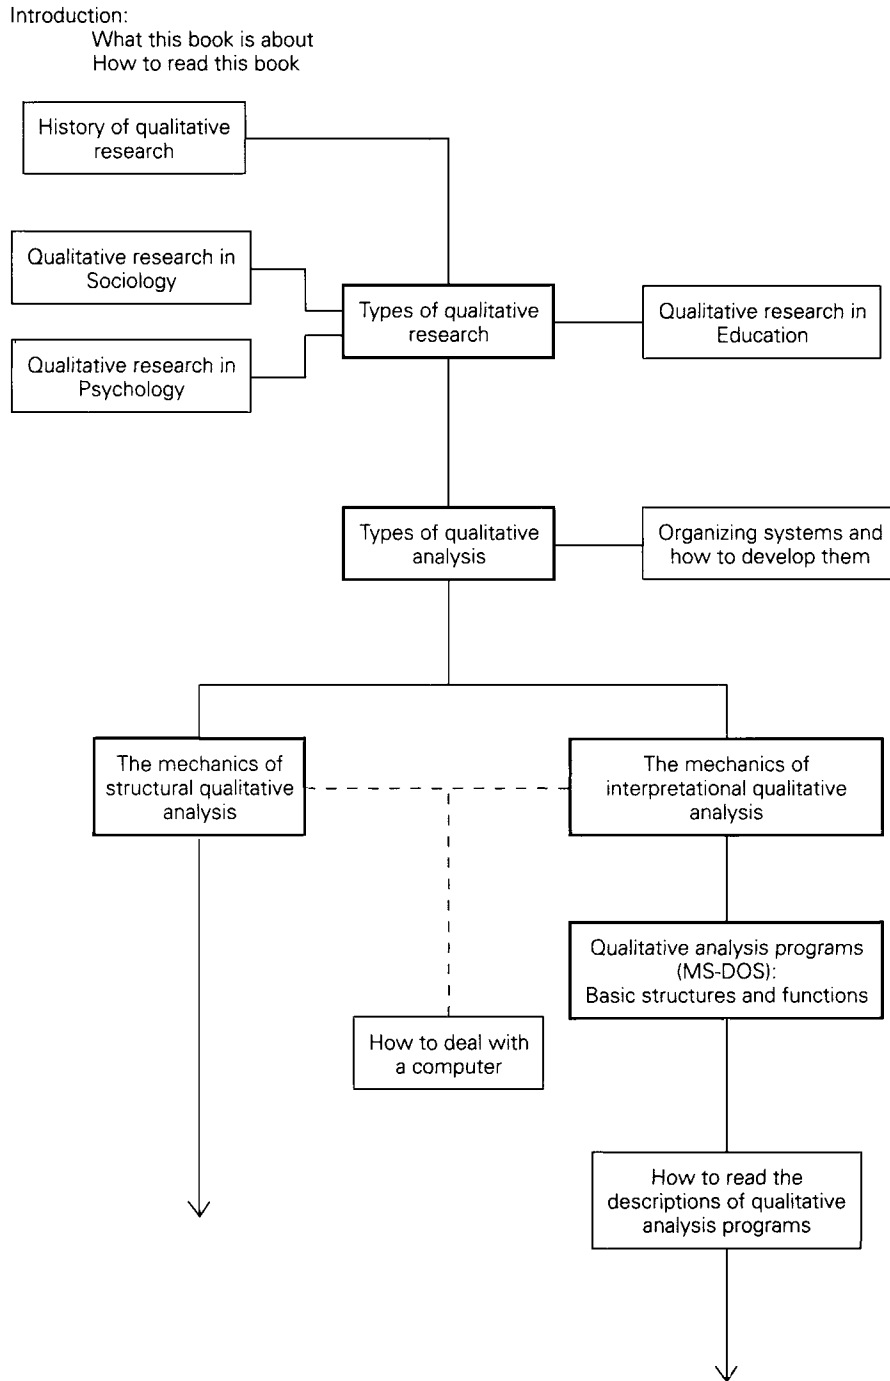 Introduction:
What this book is about
How to read this book
History of qualitative
research
Qualitative research in
Sociology
Types of qualitative
research
Qualitative research in
Education
Qualitative research in
Psychology
Types of qualitative
analysis
Organizing systems and
how to develop them
The mechanics of
structural qualitative
analysis
The mechanics of
interpretational qualitative
analysis
Qualitative analysis programs
(MS-DOS):
Basic structures and functions
How to deal with
a computer
How to read the
descriptions of qualitative
analysis programs